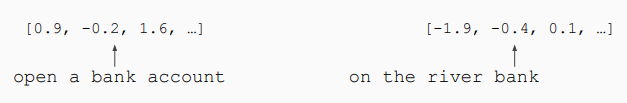 [0.9, -0.2, 1.6, …] [-1.9, -0.4, 0.1, …]
open a bank account on the river bank